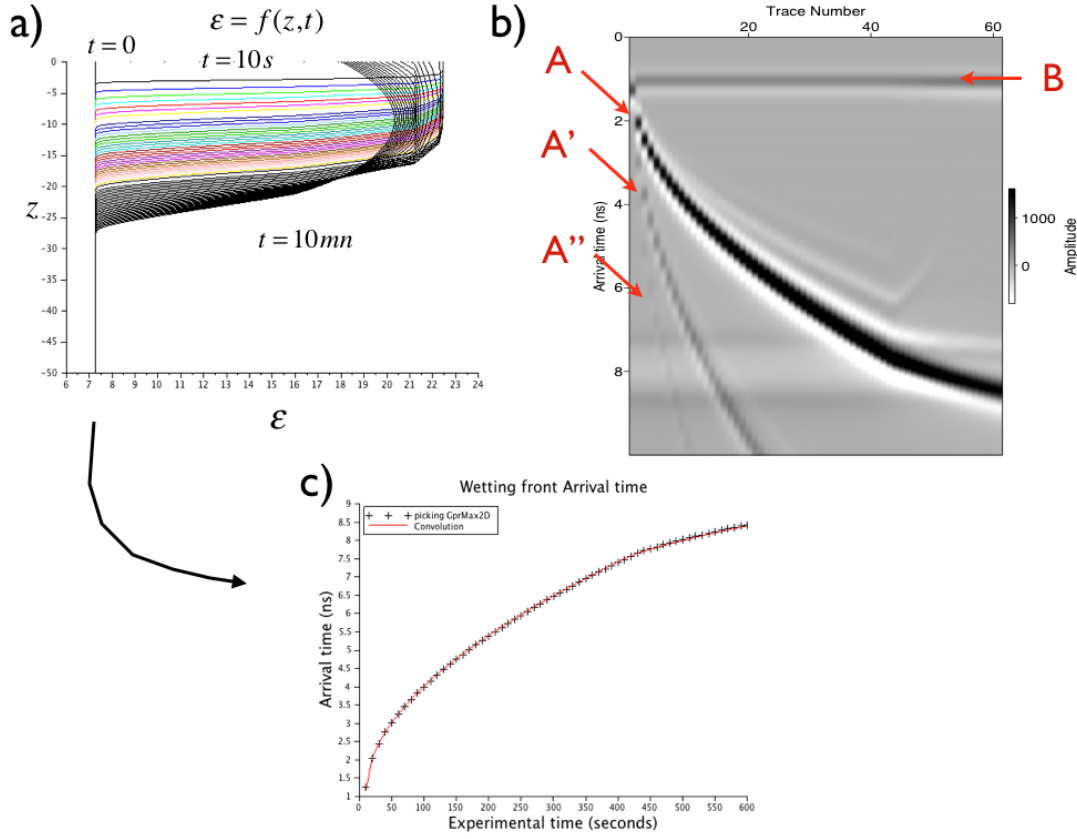 a)
ε = f(z,t)
t = 0
t = 10s
0
-5
-10
-15
-20
-25
-30
-35
-40
-45
-50
z
t = 10mn
6 7 8 9 10 11 12 13 14 15 16 17 18 19 20 21 22 23 24
ε
b)
Trace Number
0 20 40 60
A
B
2
A'
4
A''
6
8
Arrival time (ns)
1000
0
Amplitude
c)
Wetting front Arrival time
picking GprMax2D
Convolution
9
8.5
8
7.5
7
6.5
6
5.5
5
4.5
4
3.5
3
2.5
2
1.5
1
Arrival time (ns)
0 50 100 150 200 250 300 350 400 450 500 550 600
Experimental time (seconds)